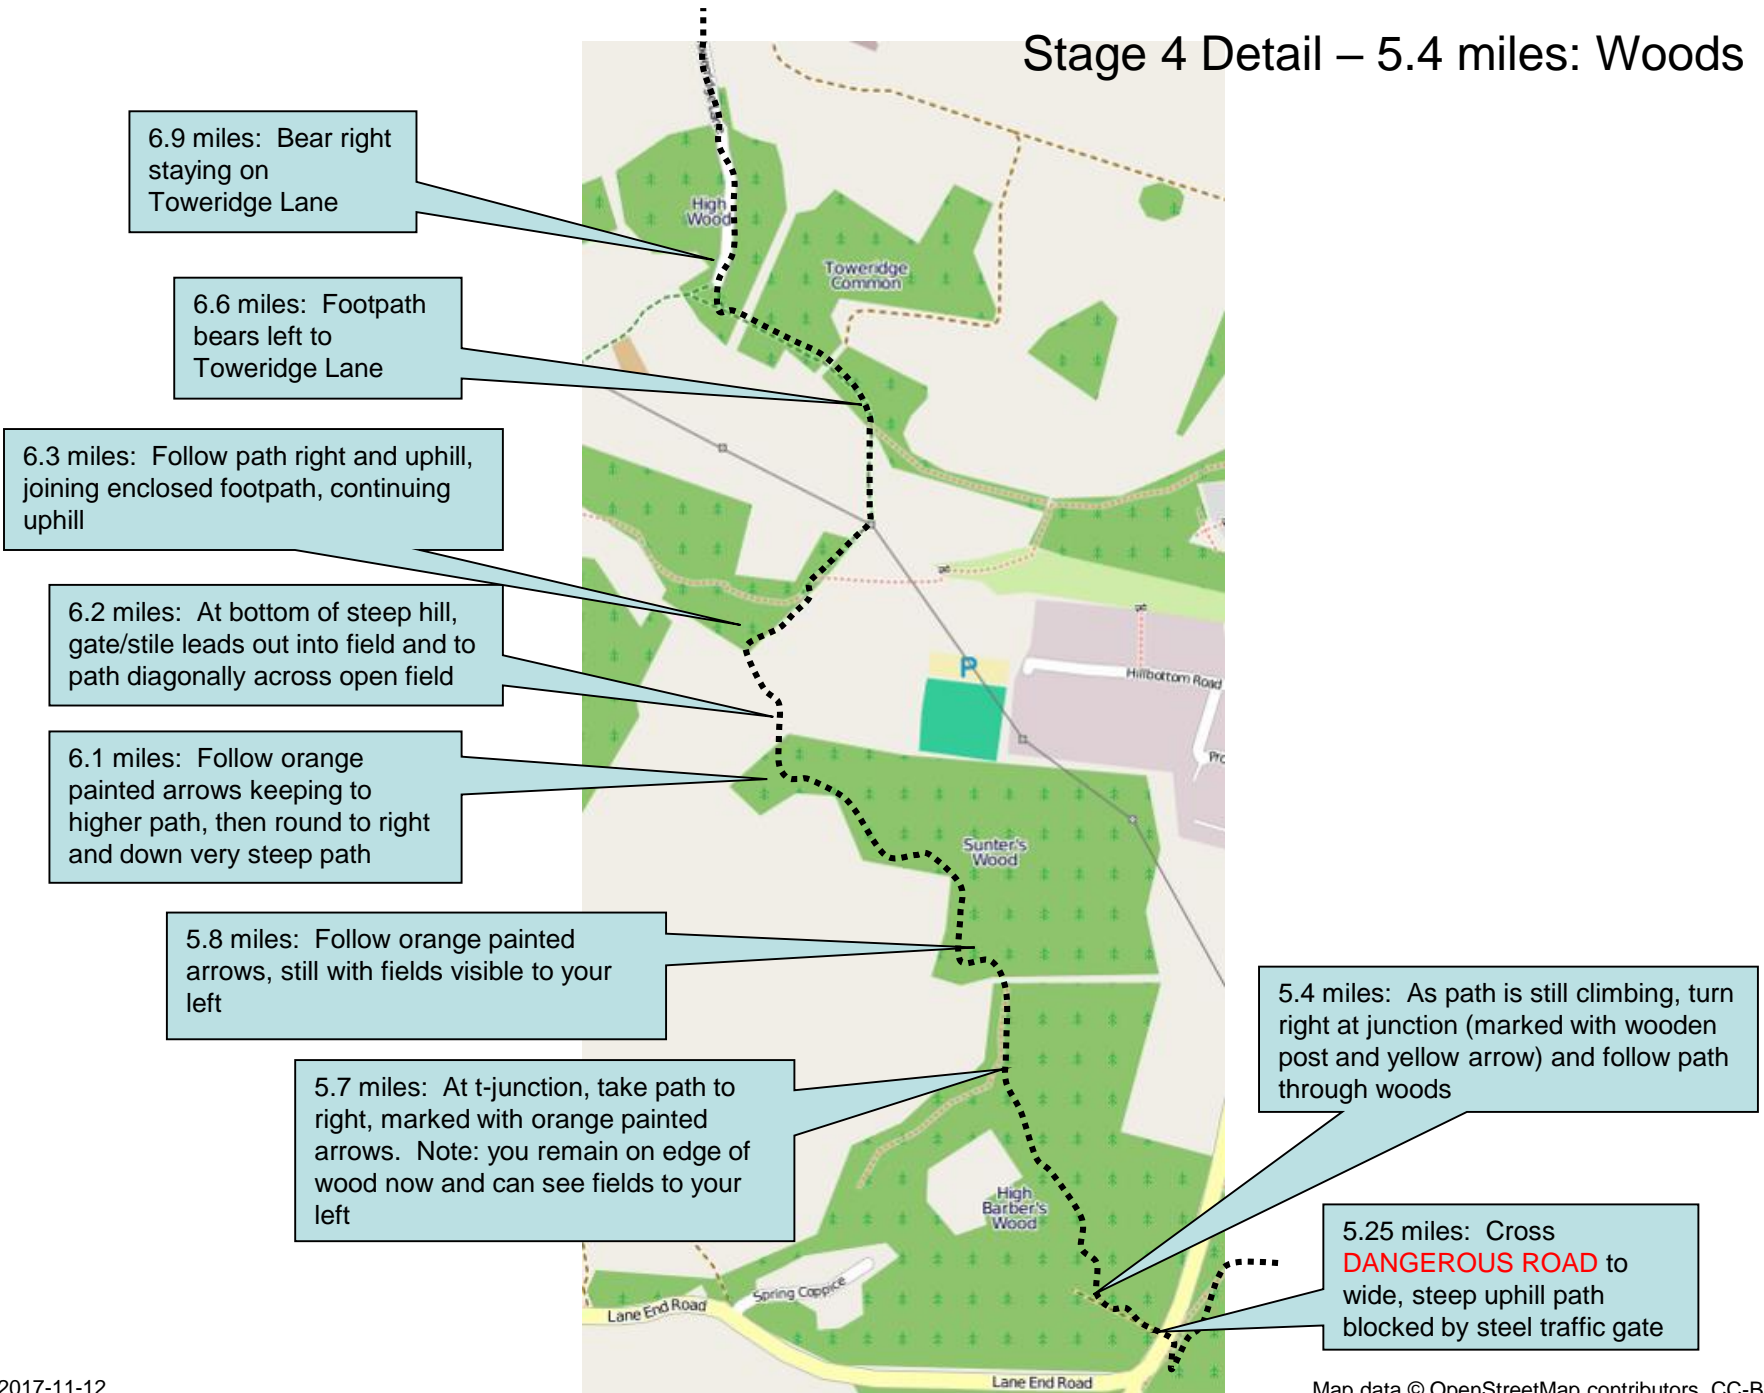 Stage 4 Detail – 5.4 miles: Woods
6.9 miles: Bear right
staying on
Toweridge Lane
High
Wood
Toweridge
Common
6.6 miles: Footpath
bears left to
Toweridge Lane
6.3 miles: Follow path right and uphill,
joining enclosed footpath, continuing
uphill
6.2 miles: At bottom of steep hill,
gate/stile leads out into field and to
path diagonally across open field
P
Hillbottom Road
6.1 miles: Follow orange
painted arrows keeping to
higher path, then round to right
and down very steep path
Sunter's
Wood
5.8 miles: Follow orange painted
arrows, still with fields visible to your
left
5.4 miles: As path is still climbing, turn
right at junction (marked with wooden
post and yellow arrow) and follow path
through woods
5.7 miles: At t-junction, take path to
right, marked with orange painted
arrows. Note: you remain on edge of
wood now and can see fields to your
left
High
Barber's
Wood
5.25 miles: Cross
DANGEROUS ROAD to
wide, steep uphill path
blocked by steel traffic gate
Spring Coppice
Lane End Road
Lane End Road
2017-11-12
Map data © OpenStreetMap contributors, CC-B